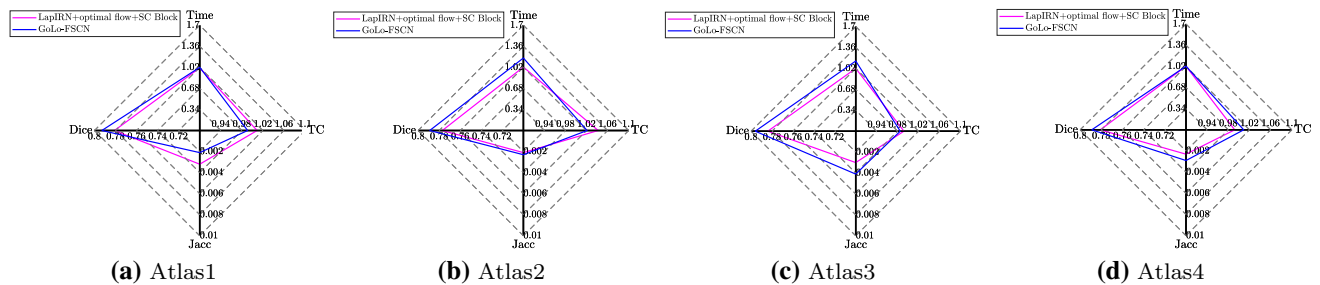 LapIRN+optimal flow+SC Block
GoLo-FSCN
Time
1.7
1.36
1.02
0.68
0.34
Dice
0.8 0.78 0.76 0.74 0.72
0.94 0.98 1.02 1.06 1.1
TC
0.002
0.004
0.006
0.008
0.01
Jacc
(a) Atlas1
LapIRN+optimal flow+SC Block
GoLo-FSCN
Time
1.7
1.36
1.02
0.68
0.34
Dice
0.8 0.78 0.76 0.74 0.72
0.94 0.98 1.02 1.06 1.1
TC
0.002
0.004
0.006
0.008
0.01
Jacc
(b) Atlas2
LapIRN+optimal flow+SC Block
GoLo-FSCN
Time
1.7
1.36
1.02
0.68
0.34
Dice
0.8 0.78 0.76 0.74 0.72
0.94 0.98 1.02 1.06 1.1
TC
0.002
0.004
0.006
0.008
0.01
Jacc
(c) Atlas3
LapIRN+optimal flow+SC Block
GoLo-FSCN
Time
1.7
1.36
1.02
0.68
0.34
Dice
0.8 0.78 0.76 0.74 0.72
0.94 0.98 1.02 1.06 1.1
TC
0.002
0.004
0.006
0.008
0.01
Jacc
(d) Atlas4